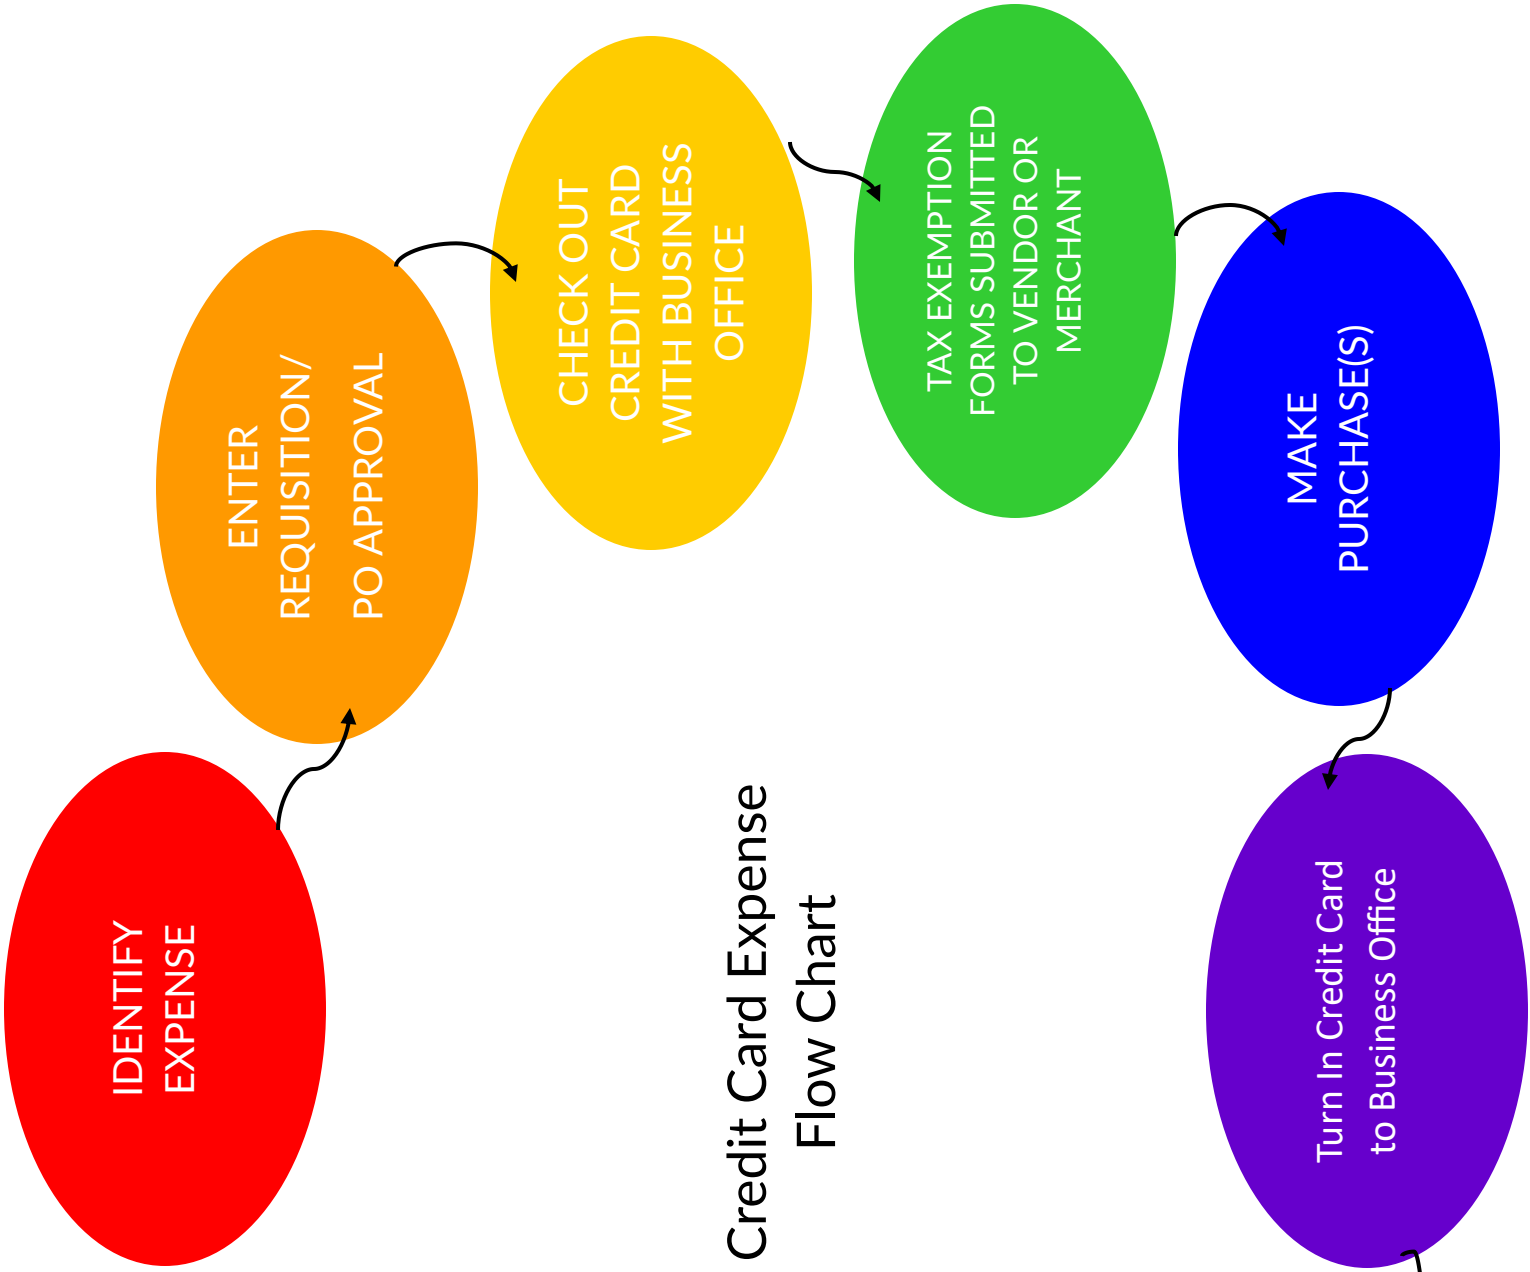 IDENTIFY
EXPENSE
ENTER
REQUISITION/
PO APPROVAL
CHECK OUT
CREDIT CARD
WITH BUSINESS
OFFICE
TAX EXEMPTION
FORMS SUBMITTED
TO VENDOR OR
MERCHANT
MAKE
PURCHASE(S)
Turn In Credit Card
to Business Office
Credit Card Expense
Flow Chart